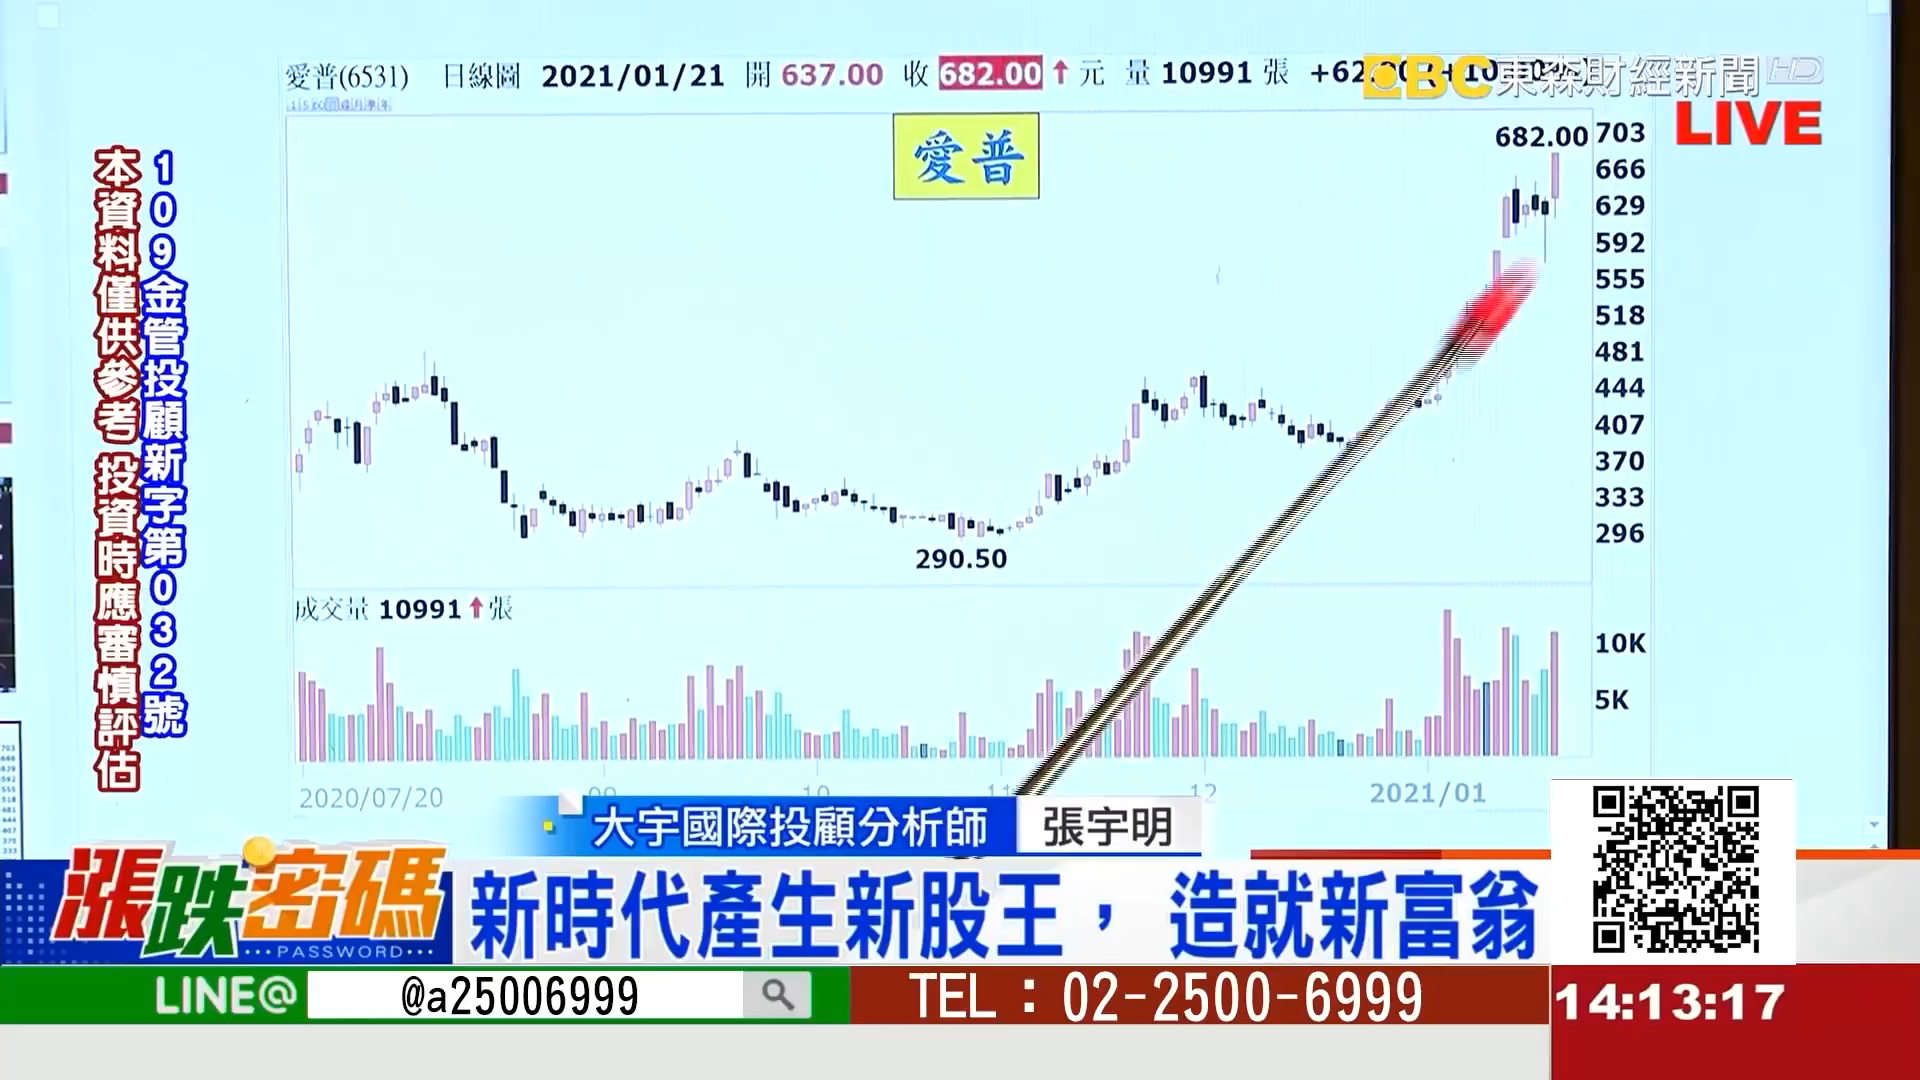 愛普(6531) 日線圖 2021/01/21 開 637.00 收 682.00↑元 量 10991 張
EBC 東森財經新聞 HD
LIVE
愛普
682.00
703
666
629
592
555
518
481
444
407
370
333
296
290.50
成交量 10991↑張
10K
5K
2020/07/20
09
10
12
2021/01
109金管投顧新字第032號
本資料僅供參考 投資時應審慎評估
大宇國際投顧分析師 張宇明
漲跌密碼
PASSWORD
新時代產生新股王， 造就新富翁
LINE@ @a25006999 TEL：02-2500-6999
14:13:17